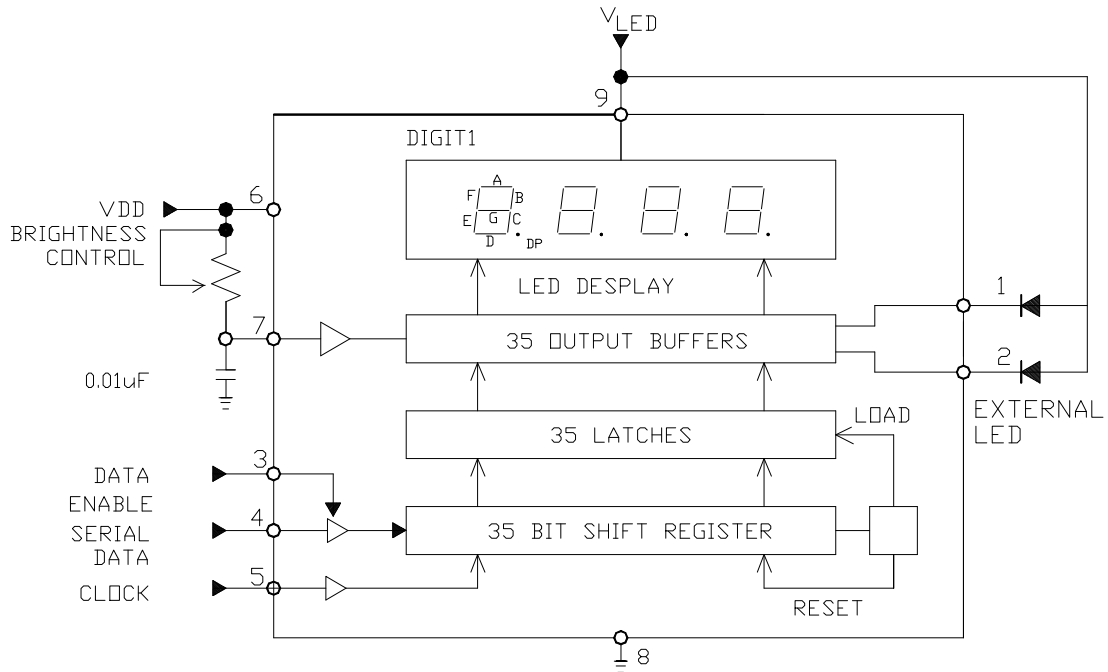 VLED
9
DIGIT1
A
F
B
G
E
C
D
DP
6
VDD
BRIGHTNESS
CONTROL
LED DESPLAY
1
7
35 OUTPUT BUFFERS
2
0.01uF
EXTERNAL
LED
LOAD
35 LATCHES
3
DATA
ENABLE
4
SERIAL
DATA
35 BIT SHIFT REGISTER
5
CLOCK
RESET
8